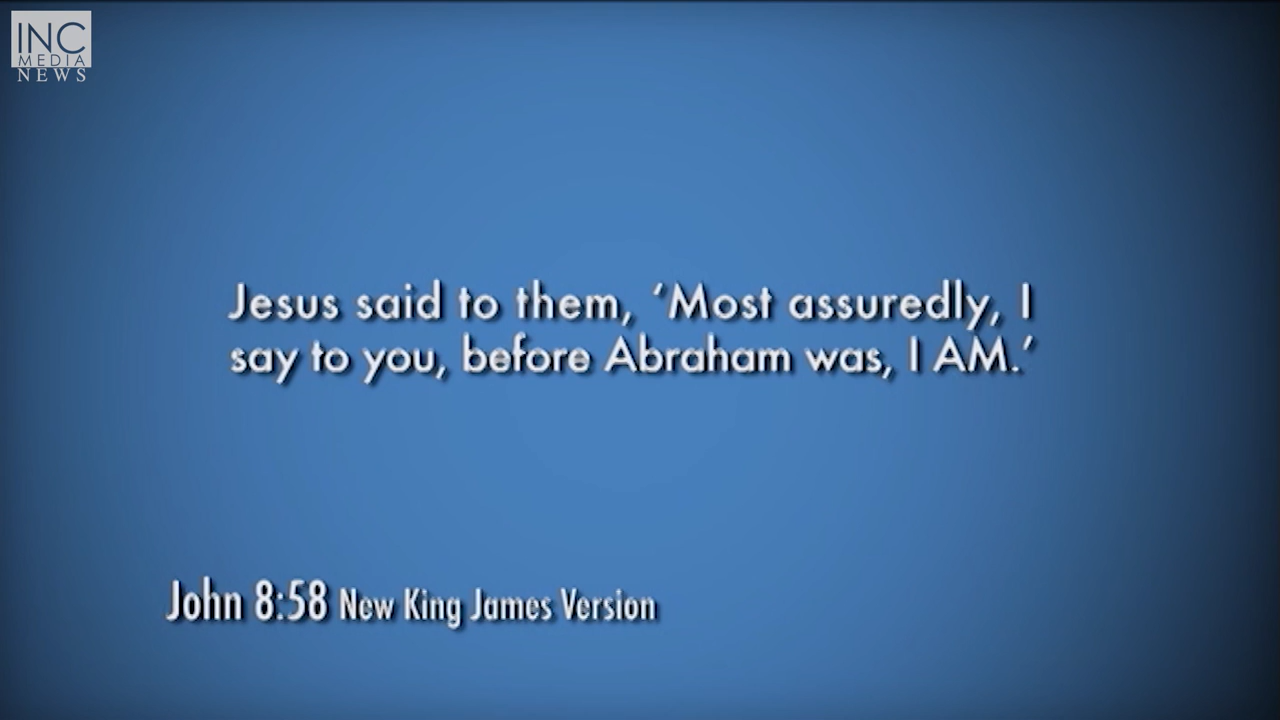 INC
MEDIA
NEWS
Jesus said to them, ‘Most assuredly, I
say to you, before Abraham was, I AM.’
John 8:58 New King James Version